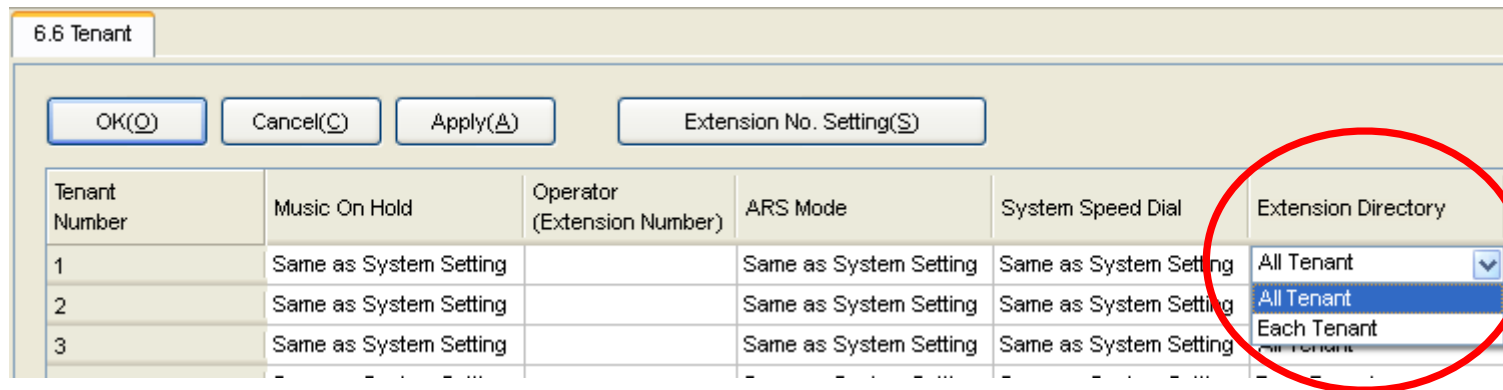 6.6 Tenant
OK(O) Cancel(C) Apply(A) Extension No. Setting(S)
Tenant Number Music On Hold Operator (Extension Number) ARS Mode System Speed Dial Extension Directory
1 Same as System Setting Same as System Setting Same as System Setting All Tenant
2 Same as System Setting Same as System Setting Same as System Setting All Tenant
Each Tenant
3 Same as System Setting Same as System Setting Same as System Setting